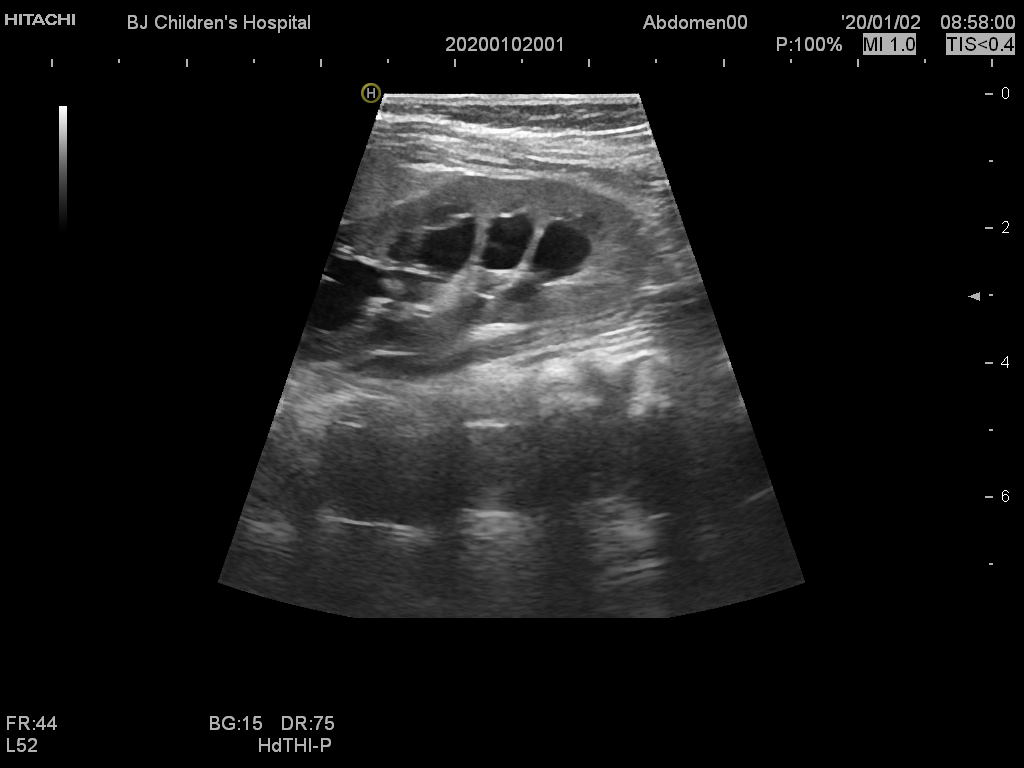 HITACHI BJ Children's Hospital Abdomen00 '20/01/02 08:58:00
20200102001 P:100% MI 1.0 TIS<0.4
H
0
2
4
6
FR:44 BG:15 DR:75
L52 HdTHI-P